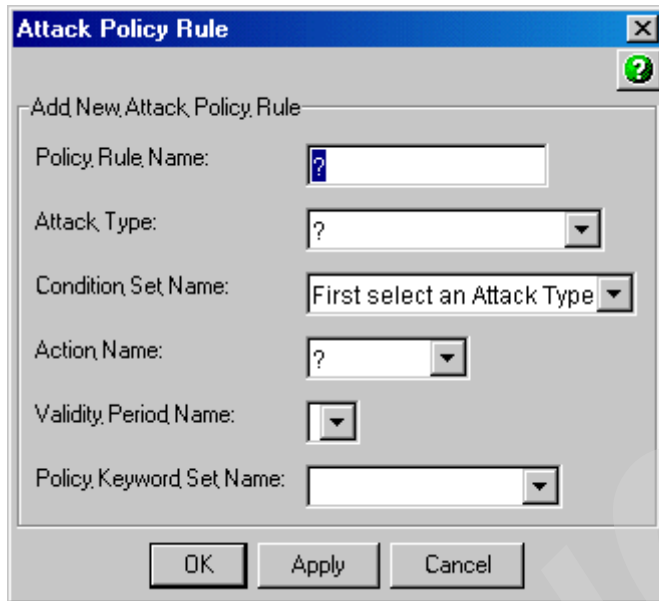 Attack Policy Rule
Add New Attack Policy Rule
Policy Rule Name: ?
Attack Type: ?
Condition Set Name: First select an Attack Type
Action Name: ?
Validity Period Name:
Policy Keyword Set Name:
OK Apply Cancel